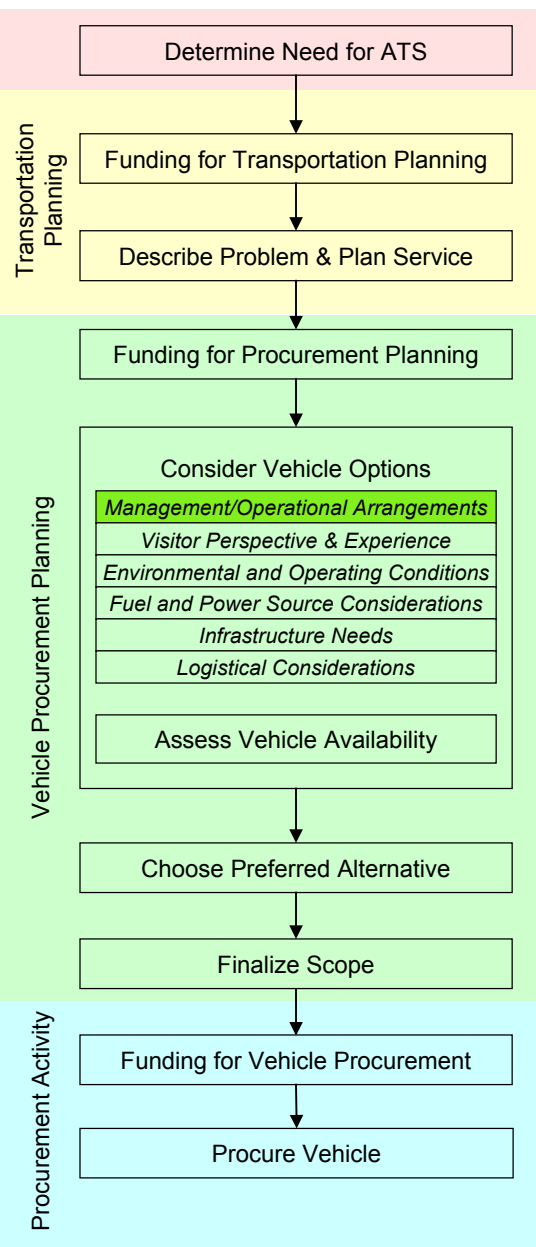 Determine Need for ATS
Transportation
Planning
Funding for Transportation Planning
Describe Problem & Plan Service
Vehicle Procurement Planning
Funding for Procurement Planning
Consider Vehicle Options
Management/Operational Arrangements
Visitor Perspective & Experience
Environmental and Operating Conditions
Fuel and Power Source Considerations
Infrastructure Needs
Logistical Considerations
Assess Vehicle Availability
Choose Preferred Alternative
Finalize Scope
Procurement Activity
Funding for Vehicle Procurement
Procure Vehicle